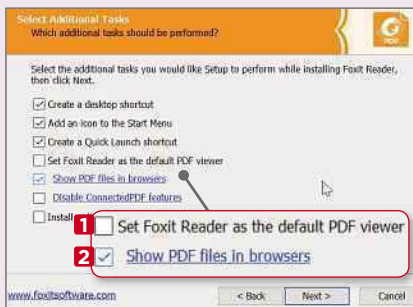 Select Additional Tasks
Which additional tasks should be performed?
PDF
Select the additional tasks you would like Setup to perform while installing Foxit Reader,
then click Next.
Create a desktop shortcut
Add an icon to the Start Menu
Create a Quick Launch shortcut
Set Foxit Reader as the default PDF viewer
Show PDF files in browsers
Disable ConnectedPDF features
Install
1 Set Foxit Reader as the default PDF viewer
2 Show PDF files in browsers
www.foxitsoftware.com
< Back Next > Cancel